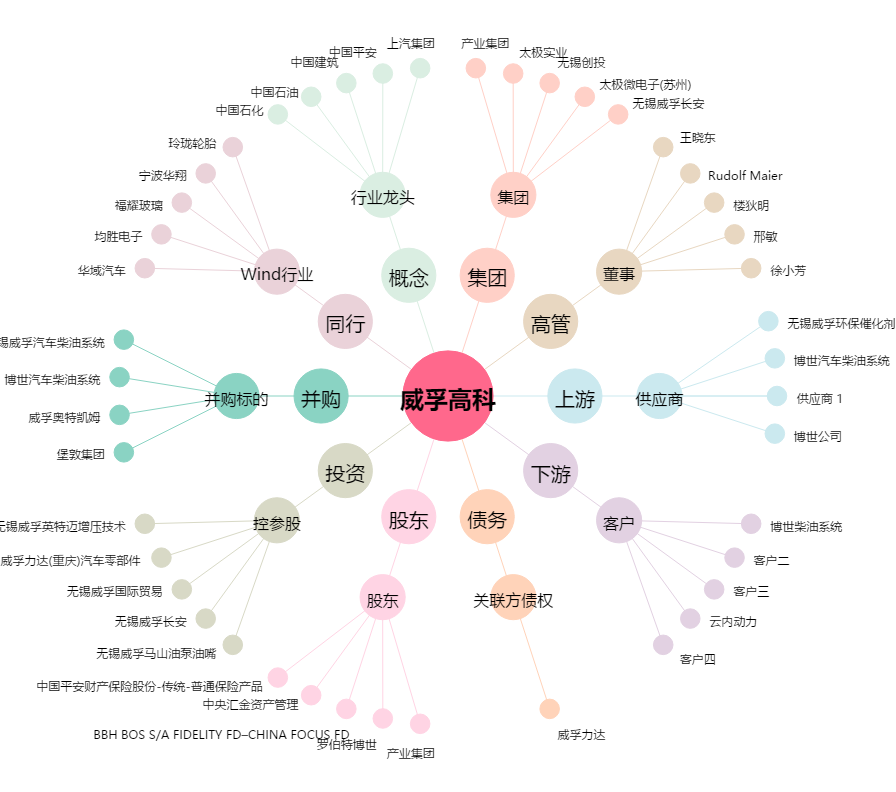 上汽集团
产业集团
中国平安
太极实业
中国建筑
无锡创投
中国石油
太极微电子(苏州)
中国石化
无锡威孚长安
玲珑轮胎
王晓东
宁波华翔
Rudolf Maier
行业龙头
集团
福耀玻璃
楼狄明
均胜电子
邢敏
华域汽车
Wind行业
概念
集团
董事
徐小芳
同行
高管
锡威孚汽车柴油系统
无锡威孚环保催化剂
博世汽车柴油系统
博世汽车柴油系统
并购标的
并购
威孚高科
上游
供应商
供应商 1
威孚奥特凯姆
博世公司
堡敦集团
投资
下游
无锡威孚英特迈增压技术
控参股
股东
债务
客户
博世柴油系统
威孚力达(重庆)汽车零部件
客户二
无锡威孚国际贸易
股东
关联方债权
客户三
无锡威孚长安
云内动力
无锡威孚马山油泵油嘴
客户四
中国平安财产保险股份-传统-普通保险产品
中央汇金资产管理
BBH BOS S/A FIDELITY FD–CHINA FOCUS FD
威孚力达
罗伯特博世
产业集团